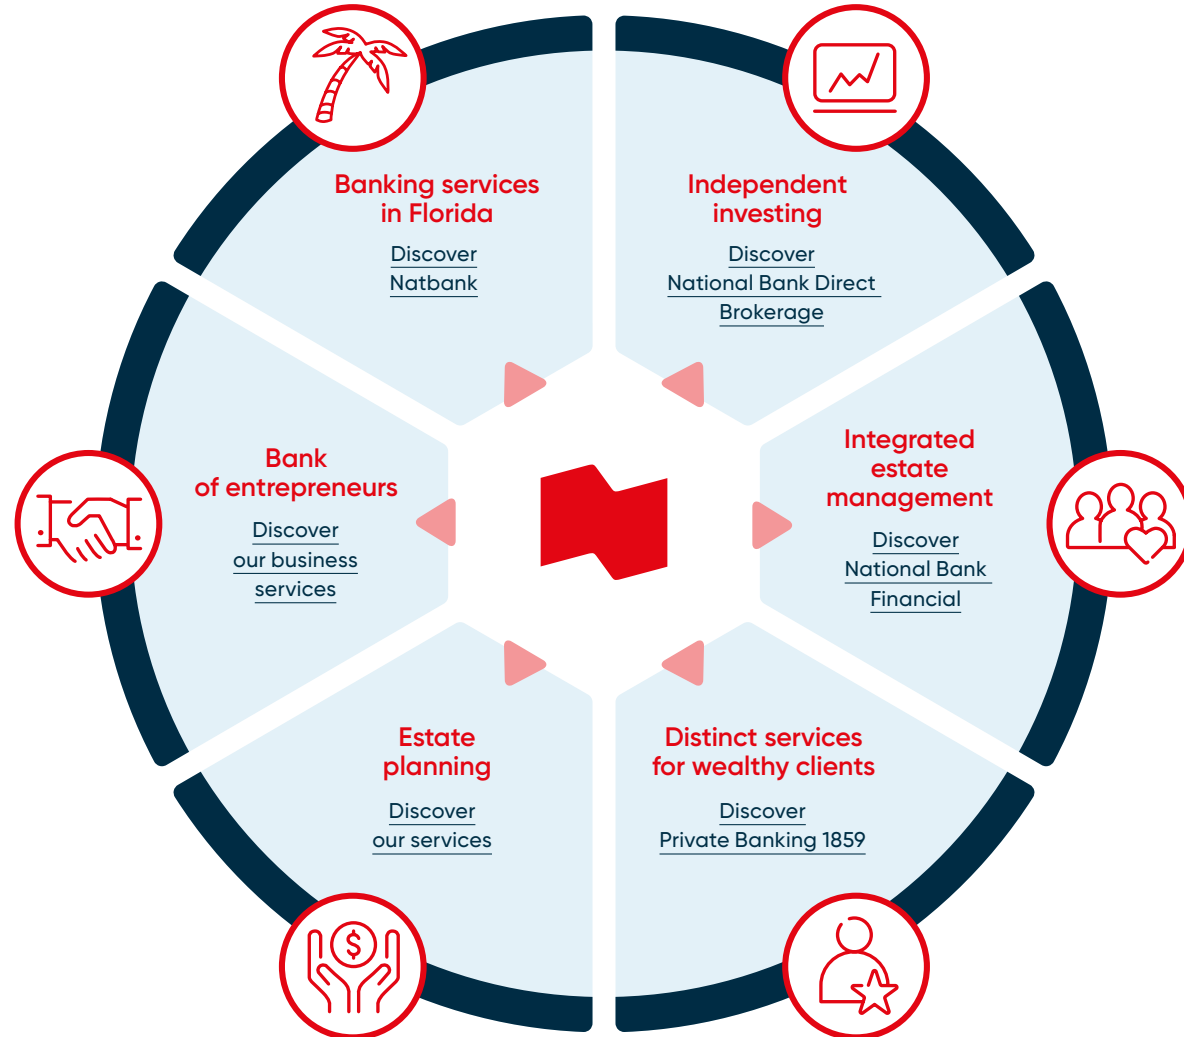 Banking services
in Florida
Discover
Natbank
Independent
investing
Discover
National Bank Direct
Brokerage
Bank
of entrepreneurs
Discover
our business
services
Integrated
estate
management
Discover
National Bank
Financial
Estate
planning
Discover
our services
Distinct services
for wealthy clients
Discover
Private Banking 1859
$